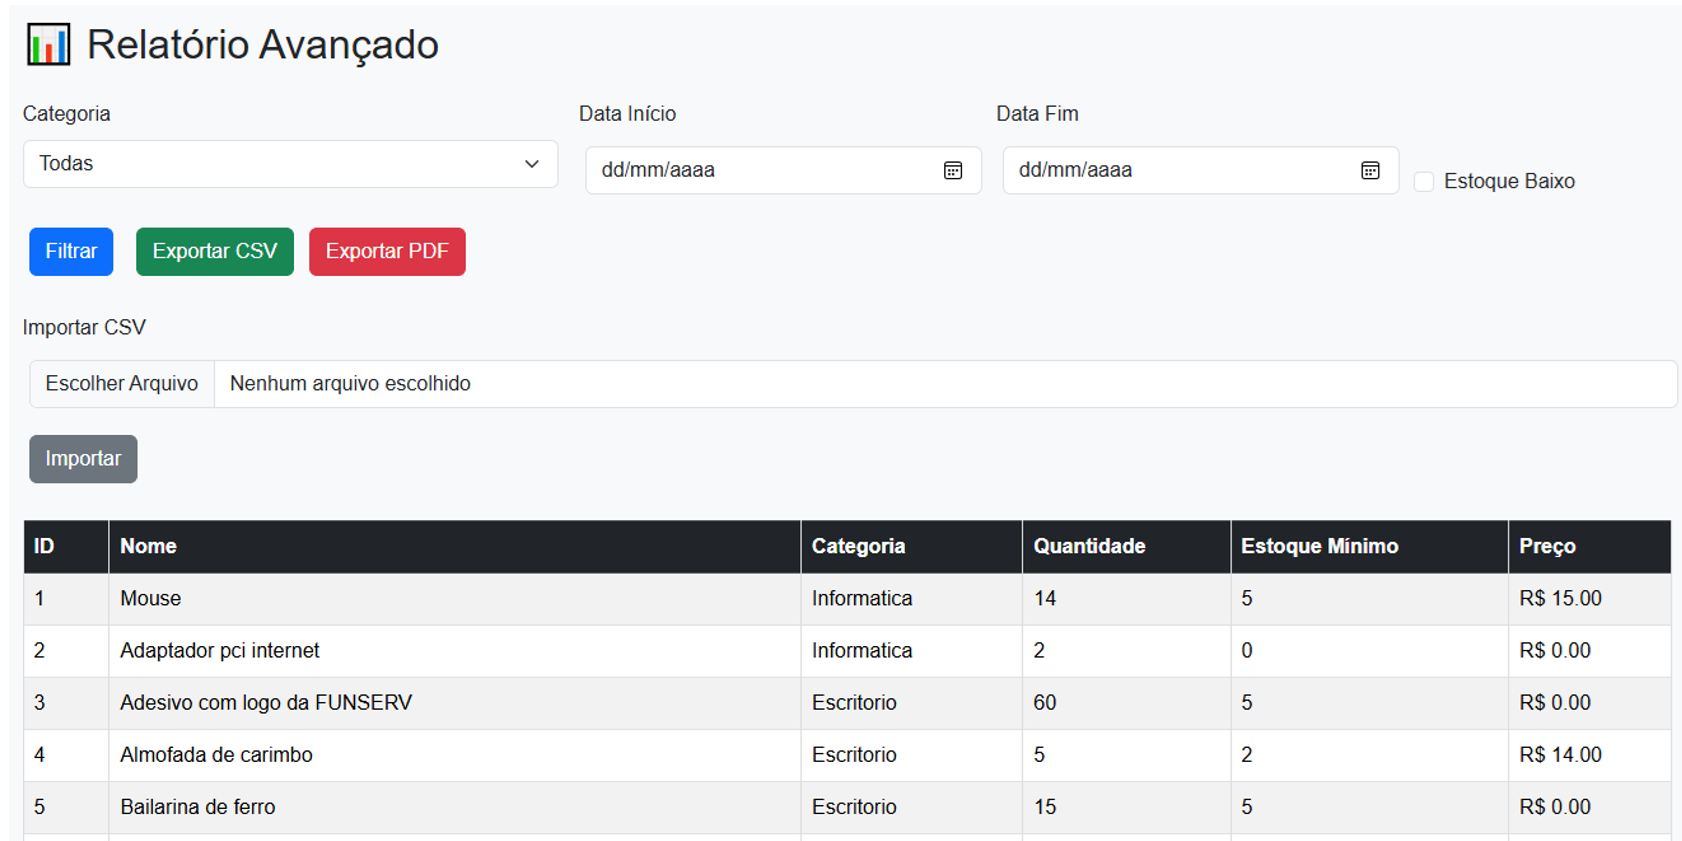 Relatório Avançado
Categoria Data Início Data Fim
Todas dd/mm/aaaa dd/mm/aaaa Estoque Baixo
Filtrar Exportar CSV Exportar PDF
Importar CSV
Escolher Arquivo Nenhum arquivo escolhido
Importar
ID Nome Categoria Quantidade Estoque Mínimo Preço
1 Mouse Informatica 14 5 R$ 15.00
2 Adaptador pci internet Informatica 2 0 R$ 0.00
3 Adesivo com logo da FUNSERV Escritorio 60 5 R$ 0.00
4 Almofada de carimbo Escritorio 5 2 R$ 14.00
5 Bailarina de ferro Escritorio 15 5 R$ 0.00